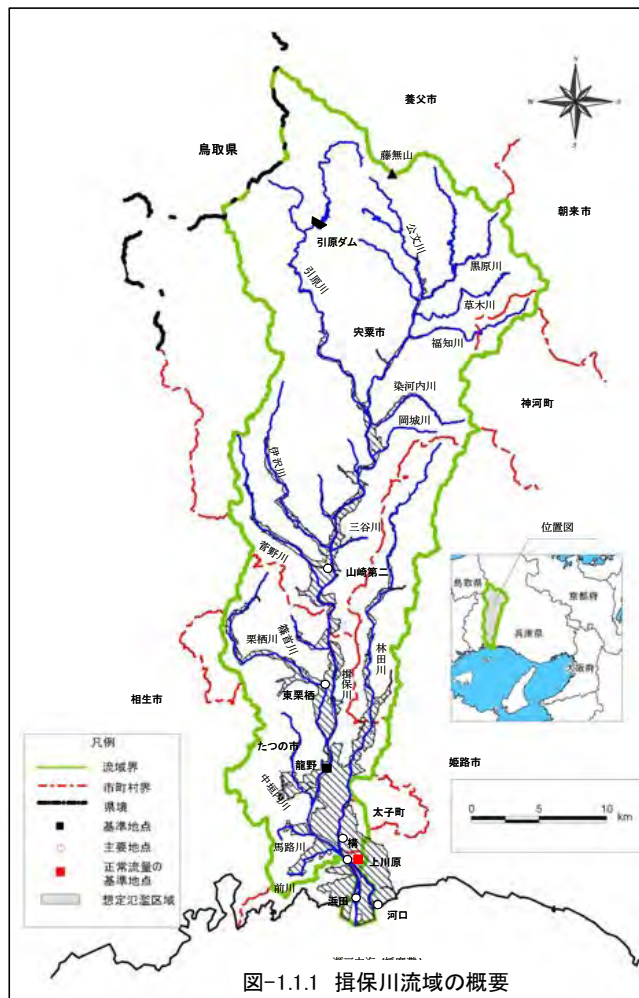 養父市
鳥取県
藤無山
朝来市
引原ダム
公文川
黒原川
引原川
草木川
宍粟市
福知川
染河内川
神河町
岡城川
伊沢川
三谷川
位置図
菅野川
山崎第二
鳥取県
京都府
兵庫県
大阪府
栗栖川
篠首川
林田川
揖保川
東栗栖
相生市
凡例
流域界
市町村界
県境
基準地点
主要地点
正常流量の
基準地点
想定氾濫区域
たつの市
龍野
姫路市
中垣内川
太子町
0 5 10 km
構
馬路川
上川原
前川
浜田
河口
図-1.1.1 揖保川流域の概要
N
E
S
W